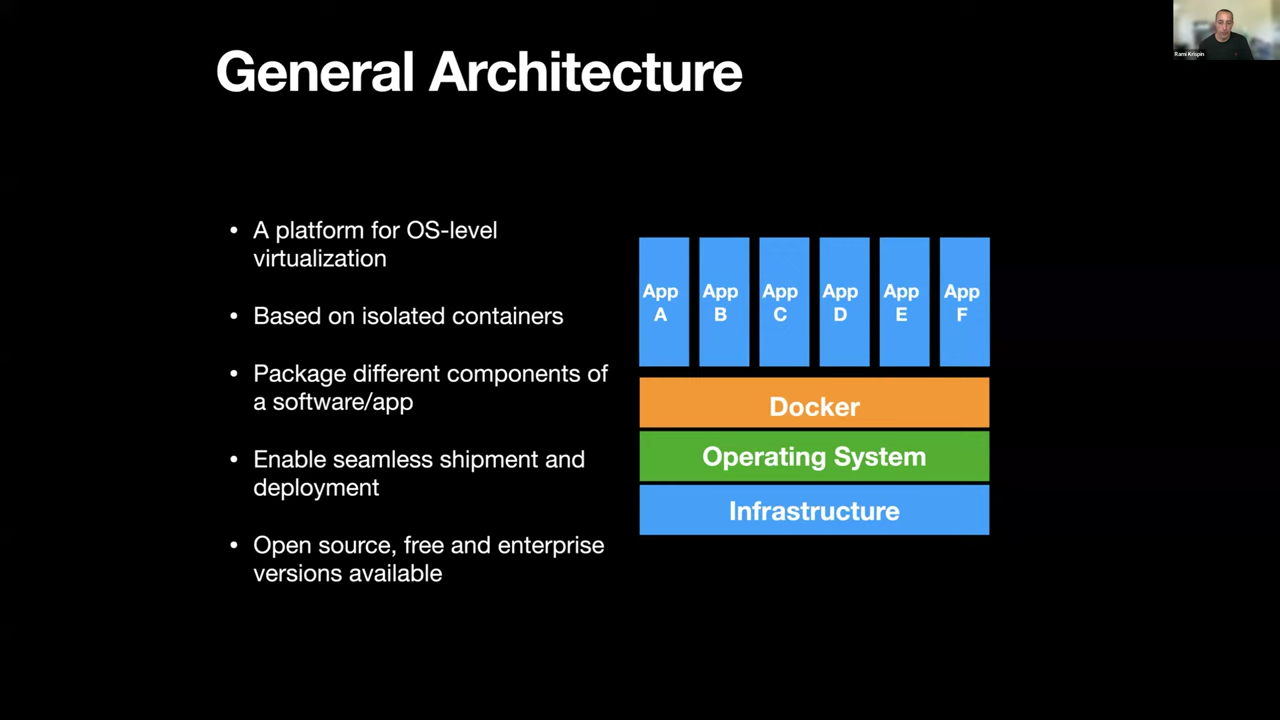 General Architecture
Rami Krispin
• A platform for OS-level
virtualization
• Based on isolated containers
• Package different components of
a software/app
• Enable seamless shipment and
deployment
• Open source, free and enterprise
versions available
App
A
App
B
App
C
App
D
App
E
App
F
Docker
Operating System
Infrastructure